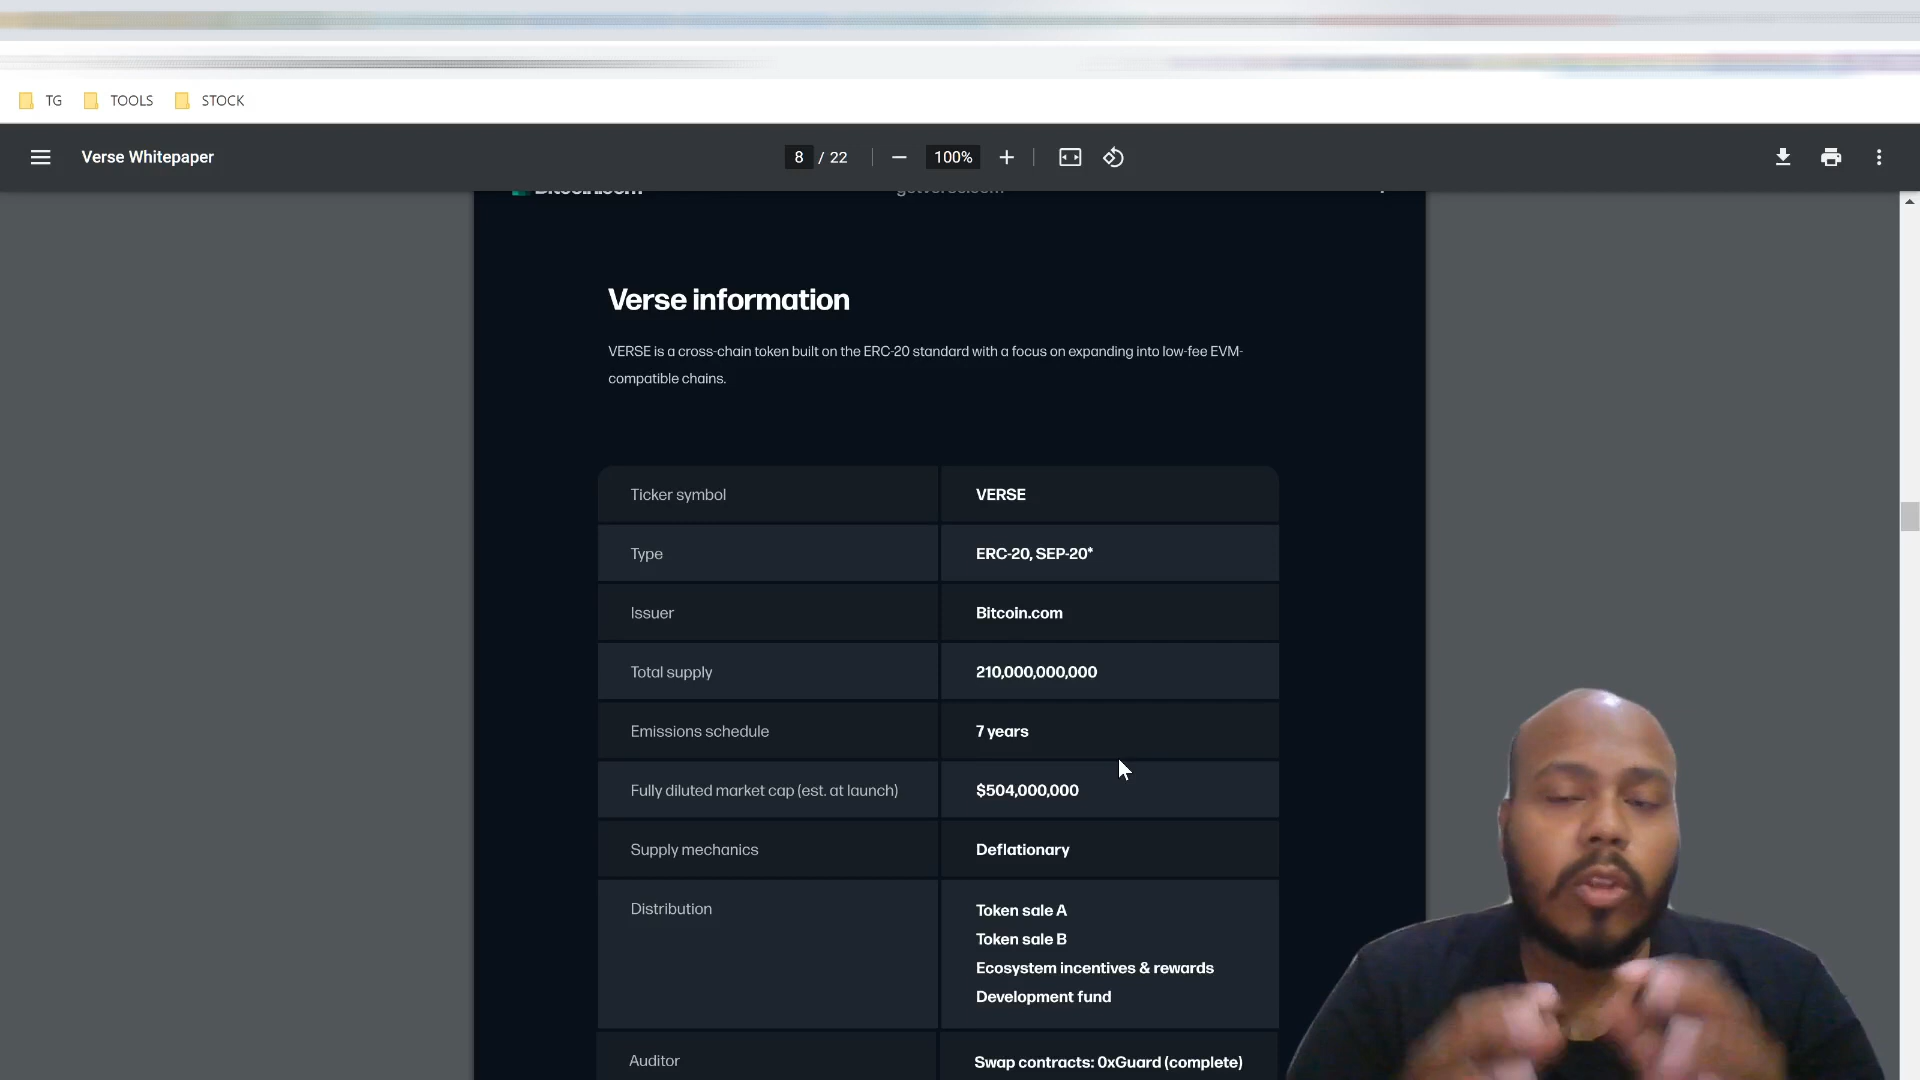 TG TOOLS STOCK
Verse Whitepaper 8 / 22 100%
Bitcoin.com getverse.com
Verse information
VERSE is a cross-chain token built on the ERC-20 standard with a focus on expanding into low-fee EVM-
compatible chains.
Ticker symbol VERSE
Type ERC-20, SEP-20*
Issuer Bitcoin.com
Total supply 210,000,000,000
Emissions schedule 7 years
Fully diluted market cap (est. at launch) $504,000,000
Supply mechanics Deflationary
Distribution Token sale A
Token sale B
Ecosystem incentives & rewards
Development fund
Auditor Swap contracts: 0xGuard (complete)